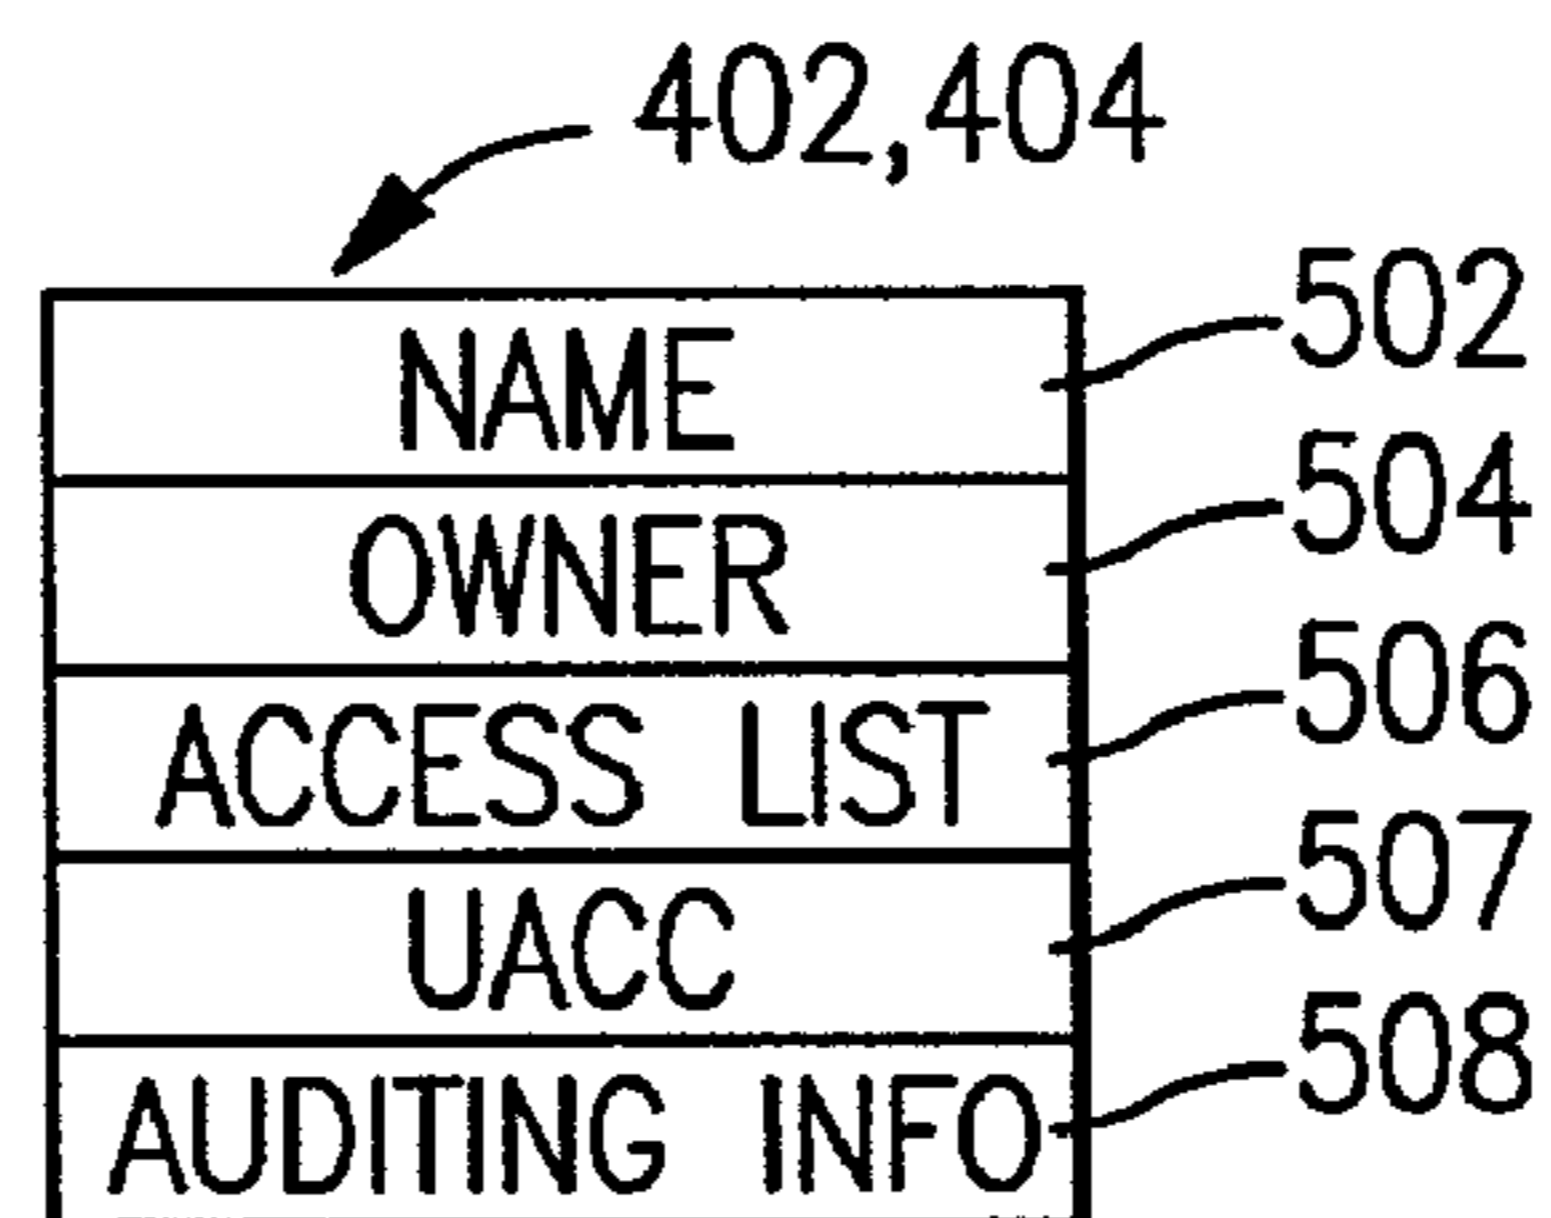 402,404
NAME 502
OWNER 504
ACCESS LIST 506
UACC 507
AUDITING INFO 508